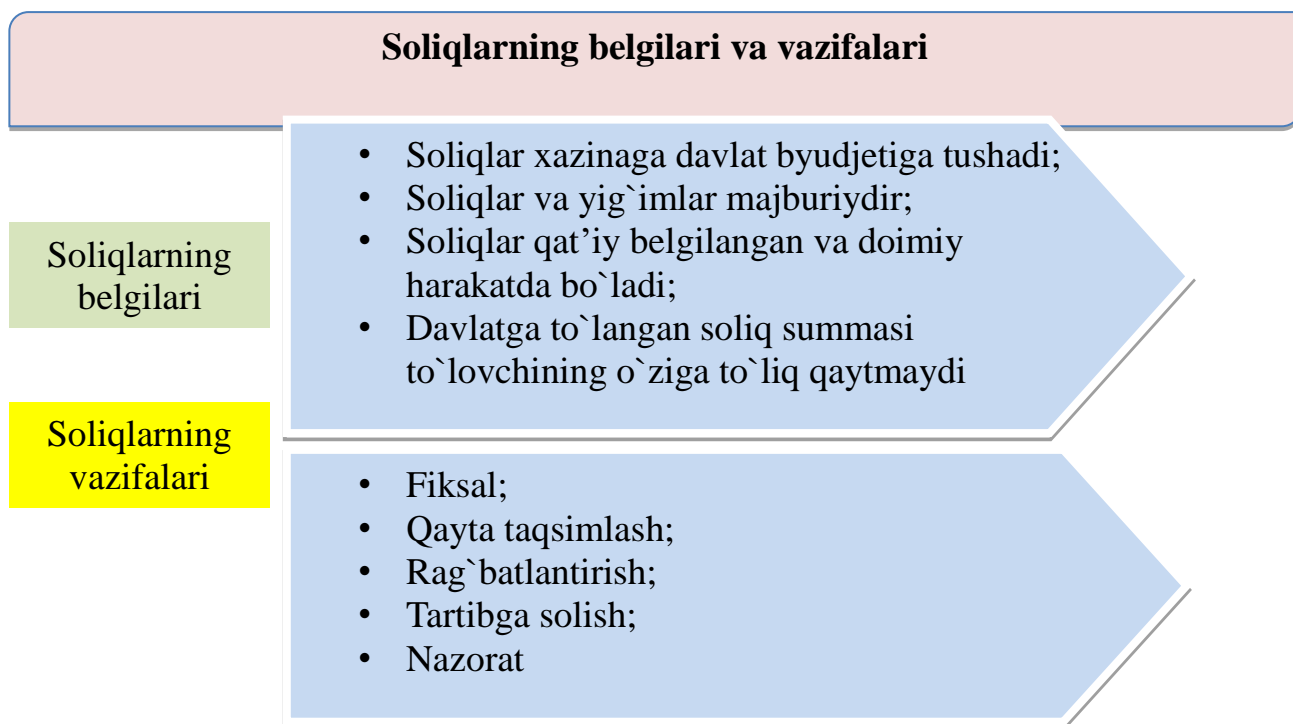 Soliqlarning belgilari va vazifalari
Soliqlarning
belgilari
• Soliqlar xazinaga davlat byudjetiga tushadi;
• Soliqlar va yig`imlar majburiydir;
• Soliqlar qat’iy belgilangan va doimiy
harakatda bo`ladi;
• Davlatga to`langan soliq summasi
to`lovchining o`ziga to`liq qaytmaydi
Soliqlarning
vazifalari
• Fiksal;
• Qayta taqsimlash;
• Rag`batlantirish;
• Tartibga solish;
• Nazorat